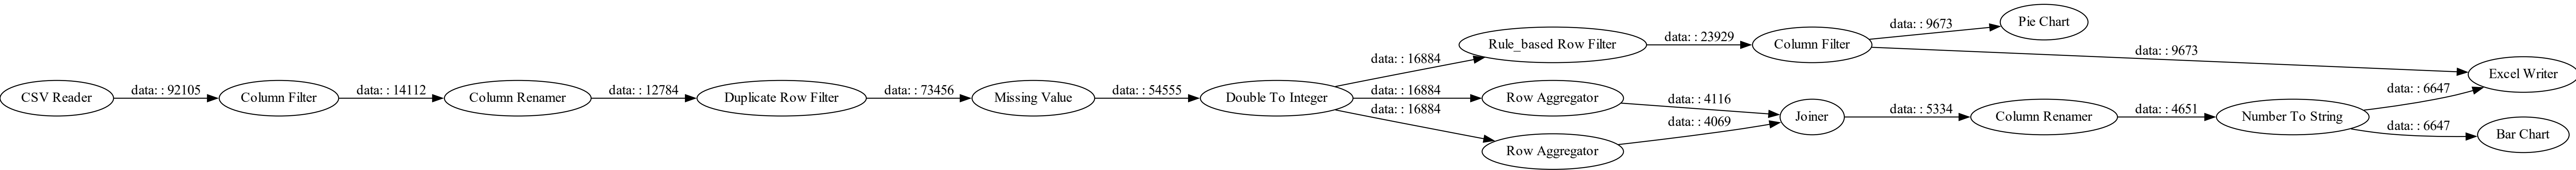 CSV Reader
data: : 92105
Column Filter
data: : 14112
Column Renamer
data: : 12784
Duplicate Row Filter
data: : 73456
Missing Value
data: : 54555
Double To Integer
data: : 16884
Rule_based Row Filter
data: : 23929
Column Filter
data: : 9673
Pie Chart
data: : 9673
Excel Writer
data: : 16884
Row Aggregator
data: : 4116
data: : 16884
Row Aggregator
data: : 4069
Joiner
data: : 5334
Column Renamer
data: : 4651
Number To String
data: : 6647
data: : 6647
Bar Chart